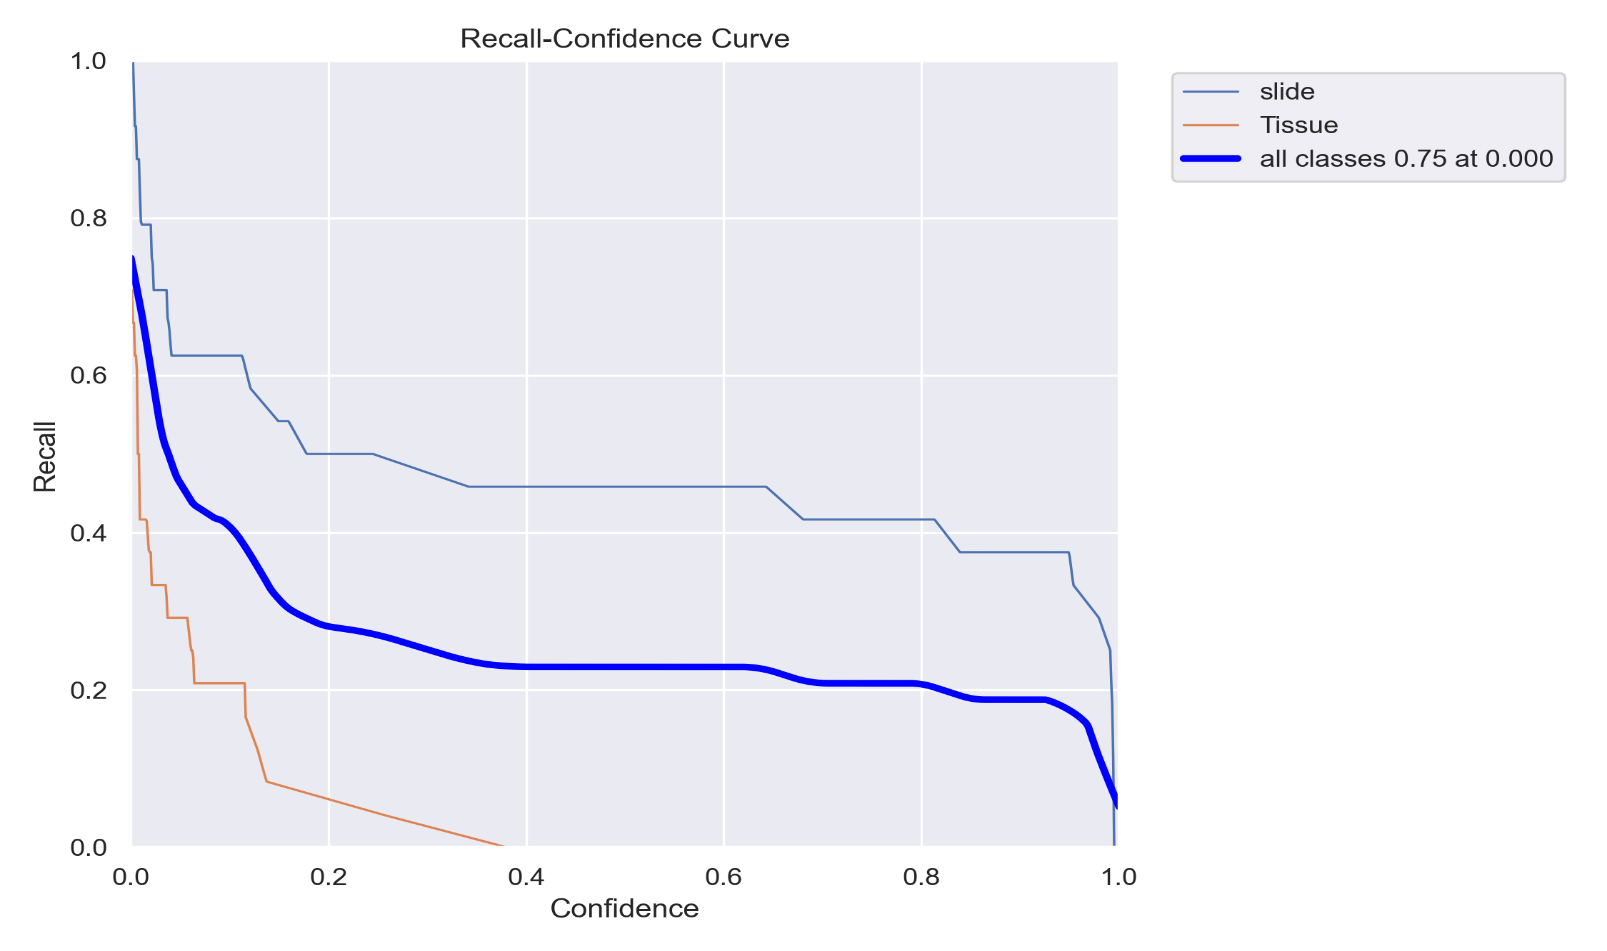 Recall-Confidence Curve
1.0
0.8
0.6
0.4
0.2
0.0
Recall
0.0 0.2 0.4 0.6 0.8 1.0
Confidence
slide
Tissue
all classes 0.75 at 0.000